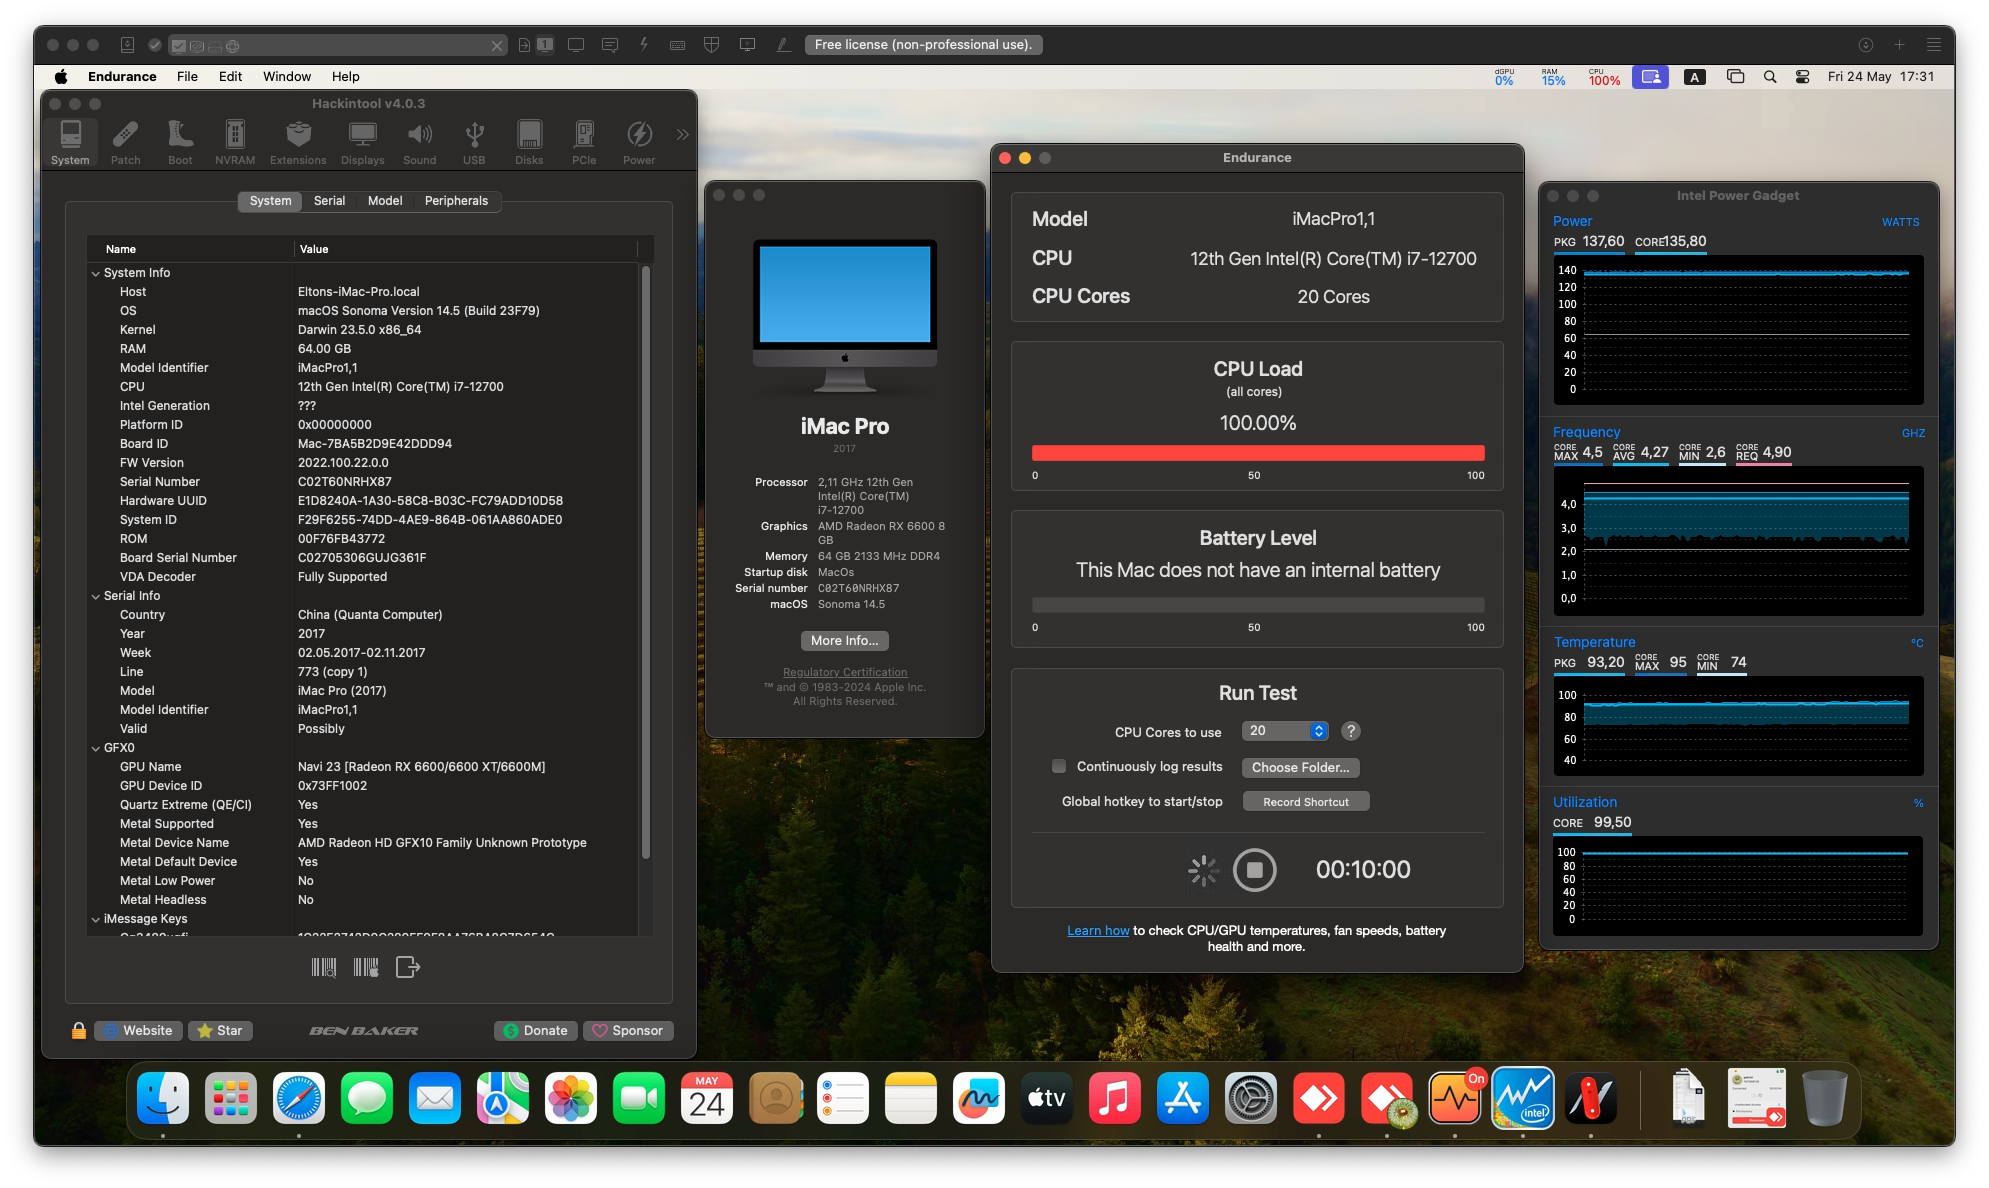 1
Free license (non-professional use).
Endurance File Edit Window Help
dGPU 0% RAM 15% CPU 100% A Fri 24 May 17:31
Hackintool v4.0.3
System Patch Boot NVRAM Extensions Displays Sound USB Disks PCIe Power
System Serial Model Peripherals
Name Value
System Info
Host Eltons-iMac-Pro.local
OS macOS Sonoma Version 14.5 (Build 23F79)
Kernel Darwin 23.5.0 x86_64
RAM 64.00 GB
Model Identifier iMacPro1,1
CPU 12th Gen Intel(R) Core(TM) i7-12700
Intel Generation ???
Platform ID 0x00000000
Board ID Mac-7BA5B2D9E42DDD94
FW Version 2022.100.22.0.0
Serial Number C02T60NRHX87
Hardware UUID E1D8240A-1A30-58C8-B03C-FC79ADD10D58
System ID F29F6255-74DD-4AE9-864B-061AA860ADE0
ROM 00F76FB43772
Board Serial Number C02705306GUJG361F
VDA Decoder Fully Supported
Serial Info
Country China (Quanta Computer)
Year 2017
Week 02.05.2017-02.11.2017
Line 773 (copy 1)
Model iMac Pro (2017)
Model Identifier iMacPro1,1
Valid Possibly
GFX0
GPU Name Navi 23 [Radeon RX 6600/6600 XT/6600M]
GPU Device ID 0x73FF1002
Quartz Extreme (QE/CI) Yes
Metal Supported Yes
Metal Device Name AMD Radeon HD GFX10 Family Unknown Prototype
Metal Default Device Yes
Metal Low Power No
Metal Headless No
iMessage Keys
Website Star BEN BAKER Donate Sponsor
iMac Pro
2017
Processor 2,11 GHz 12th Gen
Intel(R) Core(TM)
i7-12700
Graphics AMD Radeon RX 6600 8
GB
Memory 64 GB 2133 MHz DDR4
Startup disk MacOs
Serial number C02T60NRHX87
macOS Sonoma 14.5
More Info...
Regulatory Certification
™ and © 1983-2024 Apple Inc.
All Rights Reserved.
Endurance
Model iMacPro1,1
CPU 12th Gen Intel(R) Core(TM) i7-12700
CPU Cores 20 Cores
CPU Load
(all cores)
100.00%
0 50 100
Battery Level
This Mac does not have an internal battery
0 50 100
Run Test
CPU Cores to use 20 ?
Continuously log results Choose Folder...
Global hotkey to start/stop Record Shortcut
00:10:00
Learn how to check CPU/GPU temperatures, fan speeds, battery
health and more.
Intel Power Gadget
Power WATTS
PKG 137,60 CORE 135,80
140
120
100
80
60
40
20
0
Frequency GHZ
CORE MAX 4,5 CORE AVG 4,27 CORE MIN 2,6 CORE REQ 4,90
4,0
3,0
2,0
1,0
0,0
Temperature °C
PKG 93,20 CORE MAX 95 CORE MIN 74
100
80
60
40
Utilization %
CORE 99,50
100
80
60
40
20
0
MAY
24
tv
On
intel
PDF